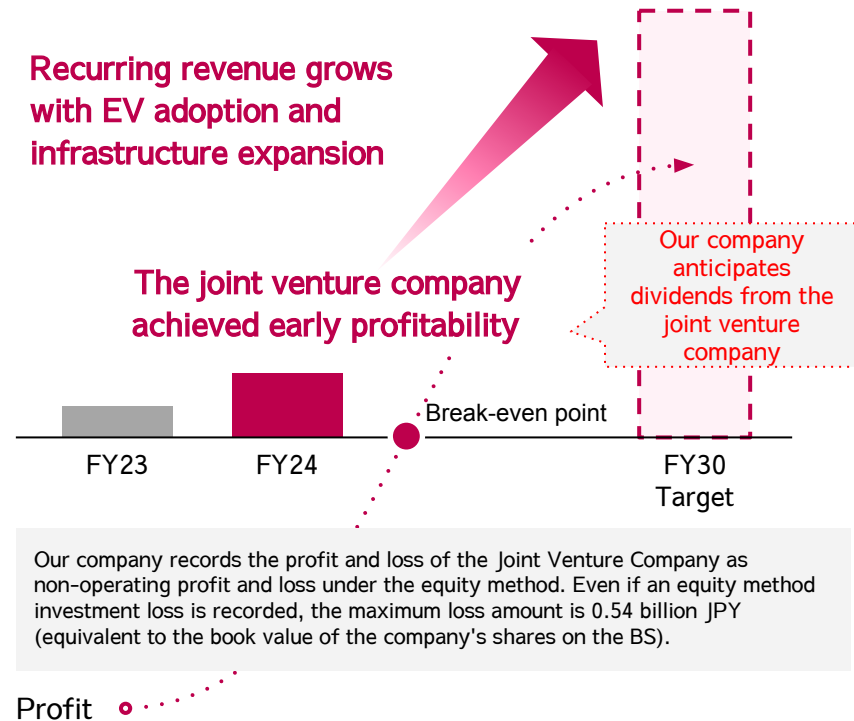 Recurring revenue grows
with EV adoption and
infrastructure expansion
The joint venture company
achieved early profitability
Our company
anticipates
dividends from the
joint venture
company
Break-even point
FY23
FY24
FY30
Target
Our company records the profit and loss of the Joint Venture Company as
non-operating profit and loss under the equity method. Even if an equity method
investment loss is recorded, the maximum loss amount is 0.54 billion JPY
(equivalent to the book value of the company's shares on the BS).
Profit